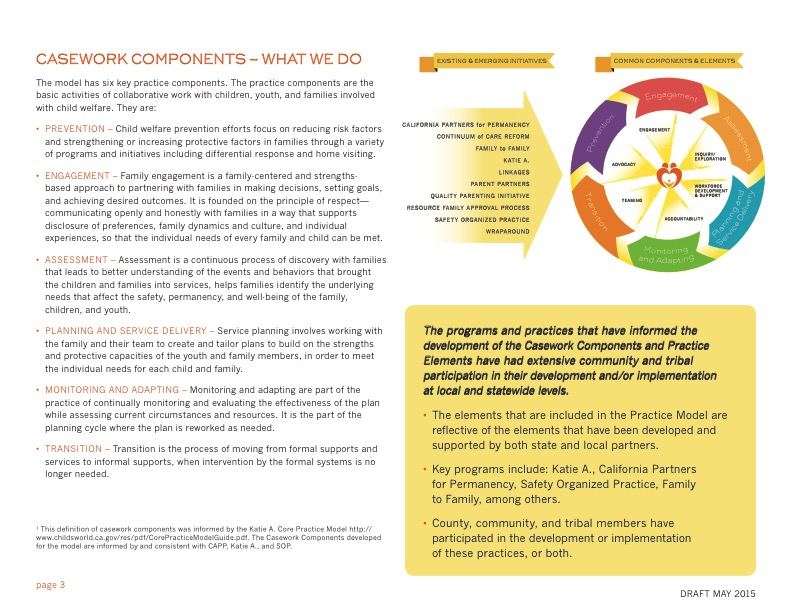 CASEWORK COMPONENTS – WHAT WE DO
The model has six key practice components. The practice components are the
basic activities of collaborative work with children, youth, and families involved
with child welfare. They are:
• PREVENTION – Child welfare prevention efforts focus on reducing risk factors
and strengthening or increasing protective factors in families through a variety
of programs and initiatives including differential response and home visiting.
• ENGAGEMENT – Family engagement is a family-centered and strengths-
based approach to partnering with families in making decisions, setting goals,
and achieving desired outcomes. It is founded on the principle of respect—
communicating openly and honestly with families in a way that supports
disclosure of preferences, family dynamics and culture, and individual
experiences, so that the individual needs of every family and child can be met.
• ASSESSMENT – Assessment is a continuous process of discovery with families
that leads to better understanding of the events and behaviors that brought
the children and families into services, helps families identify the underlying
needs that affect the safety, permanency, and well-being of the family,
children, and youth.
• PLANNING AND SERVICE DELIVERY – Service planning involves working with
the family and their team to create and tailor plans to build on the strengths
and protective capacities of the youth and family members, in order to meet
the individual needs for each child and family.
• MONITORING AND ADAPTING – Monitoring and adapting are part of the
practice of continually monitoring and evaluating the effectiveness of the plan
while assessing current circumstances and resources. It is the part of the
planning cycle where the plan is reworked as needed.
• TRANSITION – Transition is the process of moving from formal supports and
services to informal supports, when intervention by the formal systems is no
longer needed.
1 This definition of casework components was informed by the Katie A. Core Practice Model http://
www.childsworld.ca.gov/res/pdf/CorePracticeModelGuide.pdf. The Casework Components developed
for the model are informed by and consistent with CAPP, Katie A., and SOP.
page 3
EXISTING & EMERGING INITIATIVES
COMMON COMPONENTS & ELEMENTS
CALIFORNIA PARTNERS for PERMANENCY
CONTINUUM of CARE REFORM
FAMILY to FAMILY
KATIE A.
LINKAGES
PARENT PARTNERS
QUALITY PARENTING INITIATIVE
RESOURCE FAMILY APPROVAL PROCESS
SAFETY ORGANIZED PRACTICE
WRAPAROUND
Engagement
Assessment
Planning and
Service Delivery
Monitoring
and Adapting
Transition
Prevention
ENGAGEMENT
INQUIRY/
EXPLORATION
WORKFORCE
DEVELOPMENT
& SUPPORT
ACCOUNTABILITY
TEAMING
ADVOCACY
The programs and practices that have informed the
development of the Casework Components and Practice
Elements have had extensive community and tribal
participation in their development and/or implementation
at local and statewide levels.
• The elements that are included in the Practice Model are
reflective of the elements that have been developed and
supported by both state and local partners.
• Key programs include: Katie A., California Partners
for Permanency, Safety Organized Practice, Family
to Family, among others.
• County, community, and tribal members have
participated in the development or implementation
of these practices, or both.
DRAFT MAY 2015